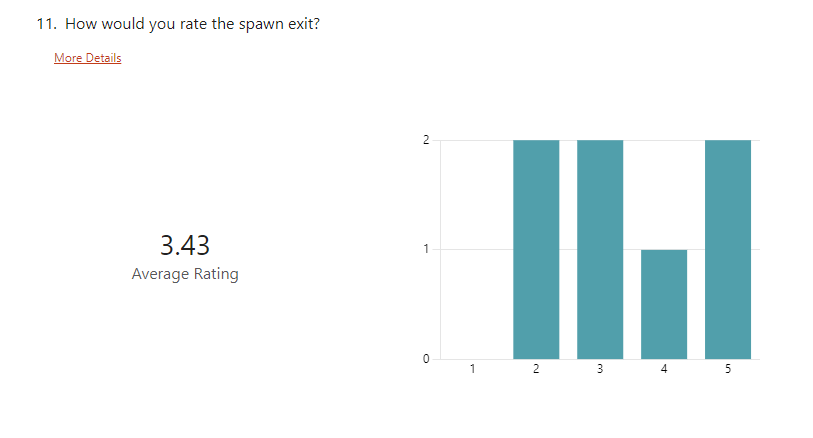 11. How would you rate the spawn exit?
More Details
3.43
Average Rating
2
1
0
1 2 3 4 5